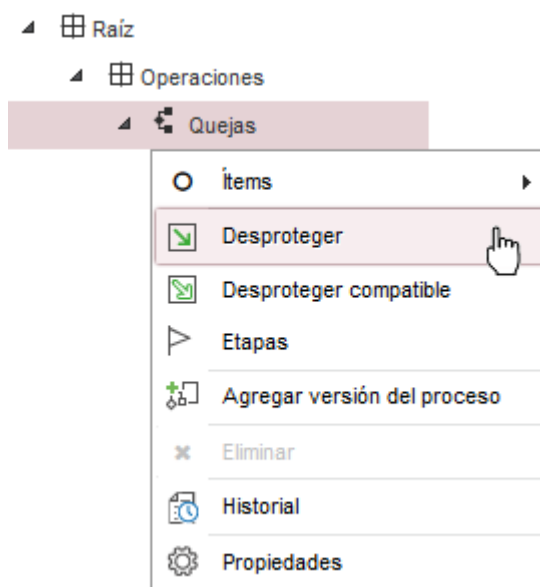 Raíz
Operaciones
Quejas
Ítems
Desproteger
Desproteger compatible
Etapas
Agregar versión del proceso
Eliminar
Historial
Propiedades